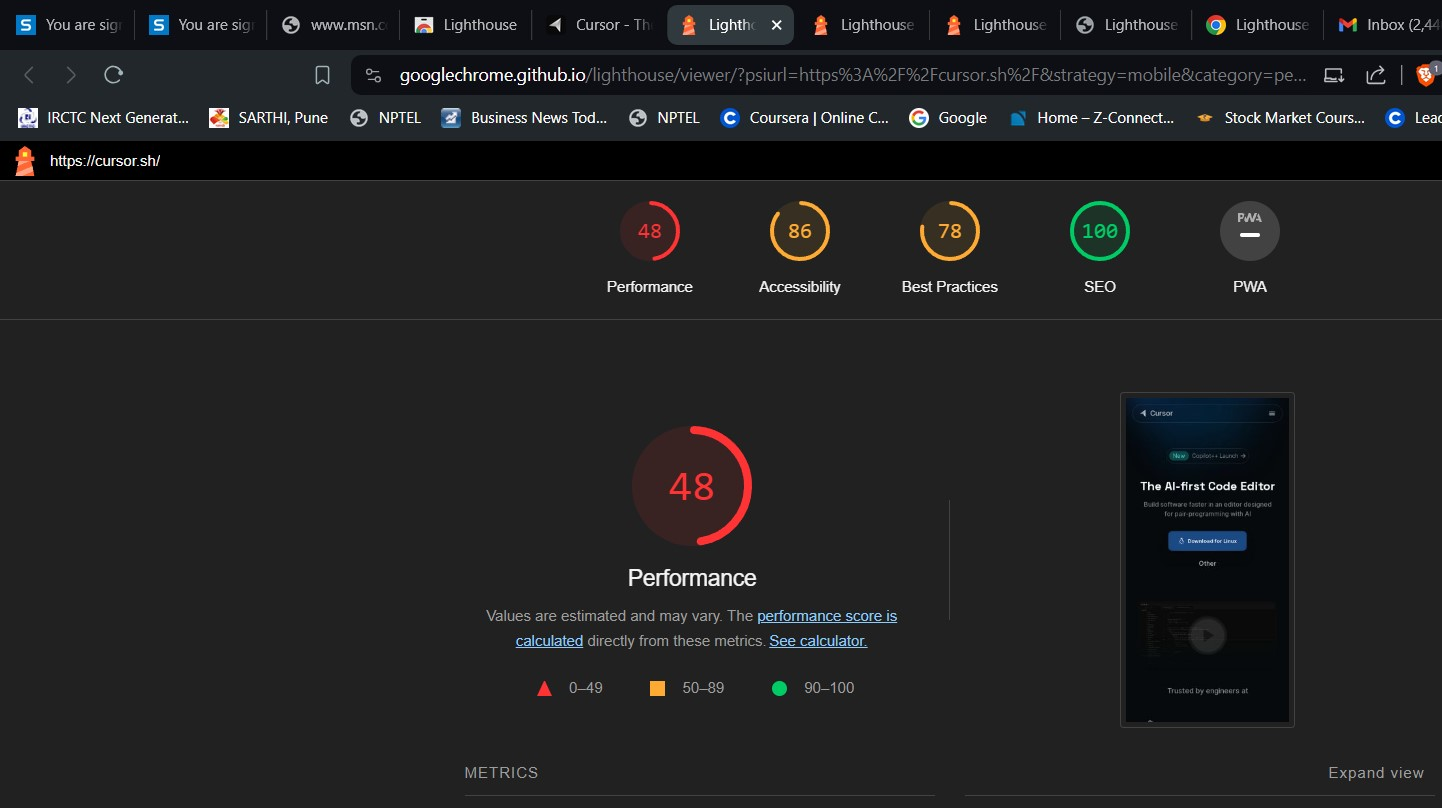 You are sig
You are sig
www.msn.c
Lighthouse
Cursor - Th
Lighth
Lighthouse
Lighthouse
Lighthouse
Lighthouse
Inbox (2,44
googlechrome.github.io/lighthouse/viewer/?psiurl=https%3A%2F%2Fcursor.sh%2F&strategy=mobile&category=pe...
1
IRCTC Next Generat...
SARTHI, Pune
NPTEL
Business News Tod...
NPTEL
Coursera | Online C...
Google
Home – Z-Connect...
Stock Market Cours...
Lead
https://cursor.sh/
48
86
78
100
PWA
Performance
Accessibility
Best Practices
SEO
PWA
48
Performance
Values are estimated and may vary. The performance score is
calculated directly from these metrics. See calculator.
0–49
50–89
90–100
Cursor
New Copilot++ Launch →
The AI-first Code Editor
Build software faster in an editor designed
for pair-programming with AI
Download for Linux
Other
Trusted by engineers at
METRICS
Expand view